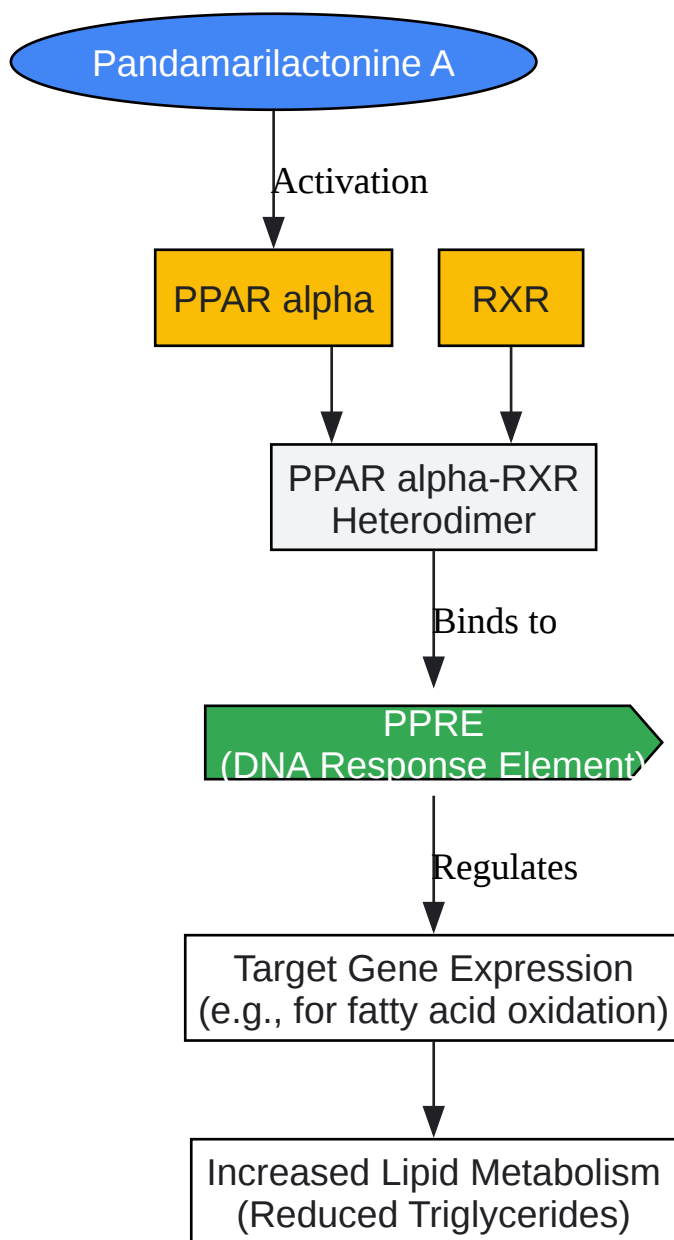 Pandamarilactonine A
Activation
PPAR alpha
RXR
PPAR alpha-RXR
Heterodimer
Binds to
PPRE
(DNA Response Element)
Regulates
Target Gene Expression
(e.g., for fatty acid oxidation)
Increased Lipid Metabolism
(Reduced Triglycerides)